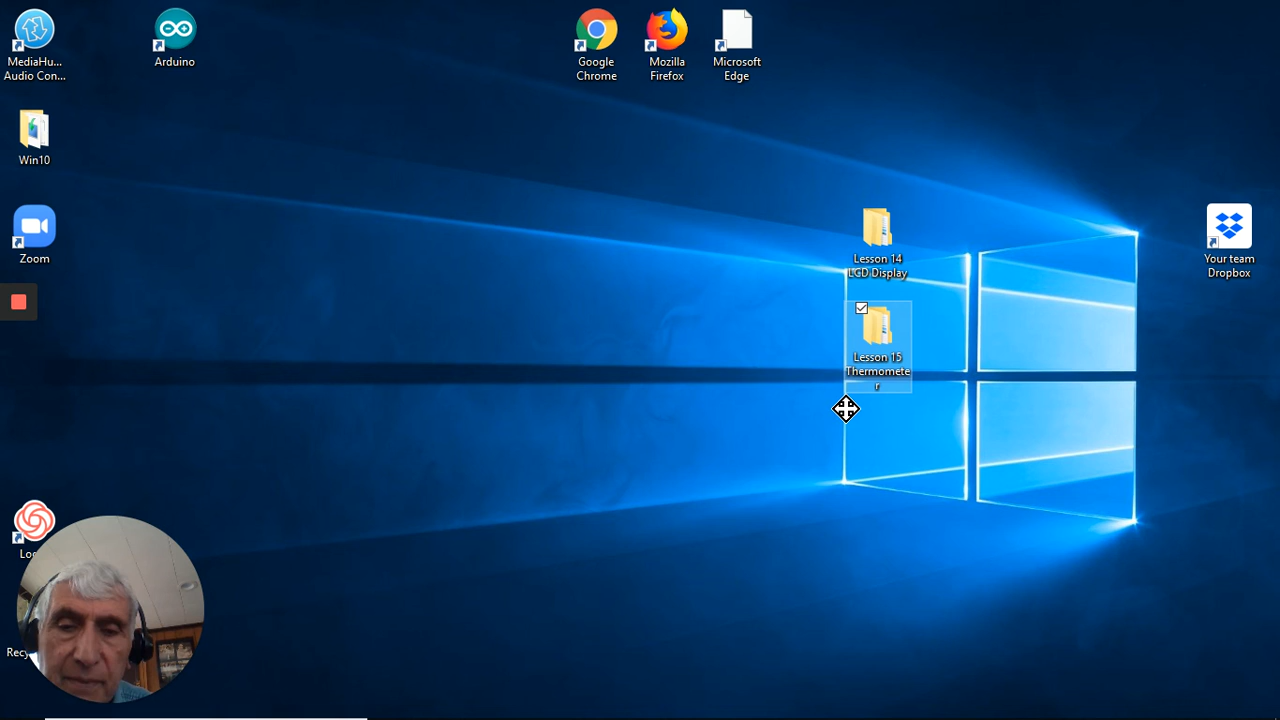 MediaHu...
Audio Con...
Arduino
Google
Chrome
Mozilla
Firefox
Microsoft
Edge
Win10
Zoom
Lesson 14
LCD Display
Your team
Dropbox
Lesson 15
Thermomete
r
Loo
Recy